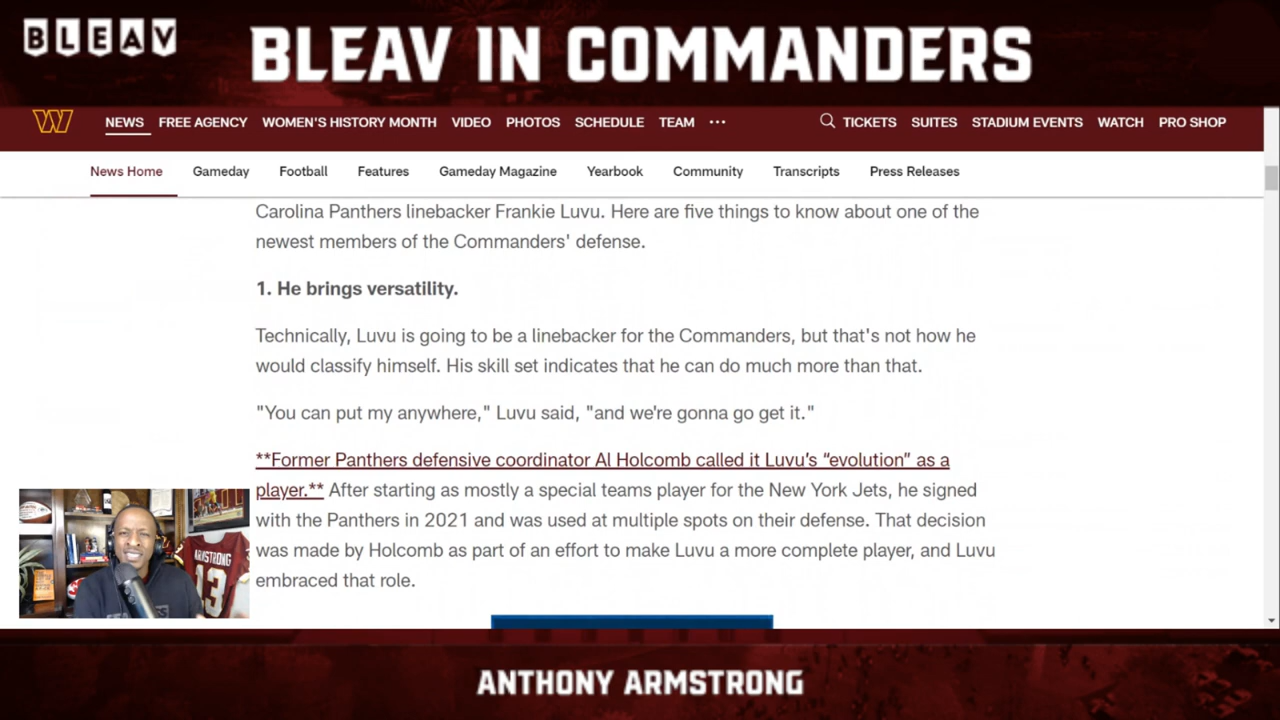 BLEAV
BLEAV IN COMMANDERS
W
NEWS FREE AGENCY WOMEN'S HISTORY MONTH VIDEO PHOTOS SCHEDULE TEAM ••• TICKETS SUITES STADIUM EVENTS WATCH PRO SHOP
News Home Gameday Football Features Gameday Magazine Yearbook Community Transcripts Press Releases
Carolina Panthers linebacker Frankie Luvu. Here are five things to know about one of the
newest members of the Commanders' defense.
1. He brings versatility.
Technically, Luvu is going to be a linebacker for the Commanders, but that's not how he
would classify himself. His skill set indicates that he can do much more than that.
"You can put my anywhere," Luvu said, "and we're gonna go get it."
**Former Panthers defensive coordinator Al Holcomb called it Luvu's “evolution” as a
player.** After starting as mostly a special teams player for the New York Jets, he signed
with the Panthers in 2021 and was used at multiple spots on their defense. That decision
was made by Holcomb as part of an effort to make Luvu a more complete player, and Luvu
embraced that role.
ARMSTRONG
13
ANTHONY ARMSTRONG